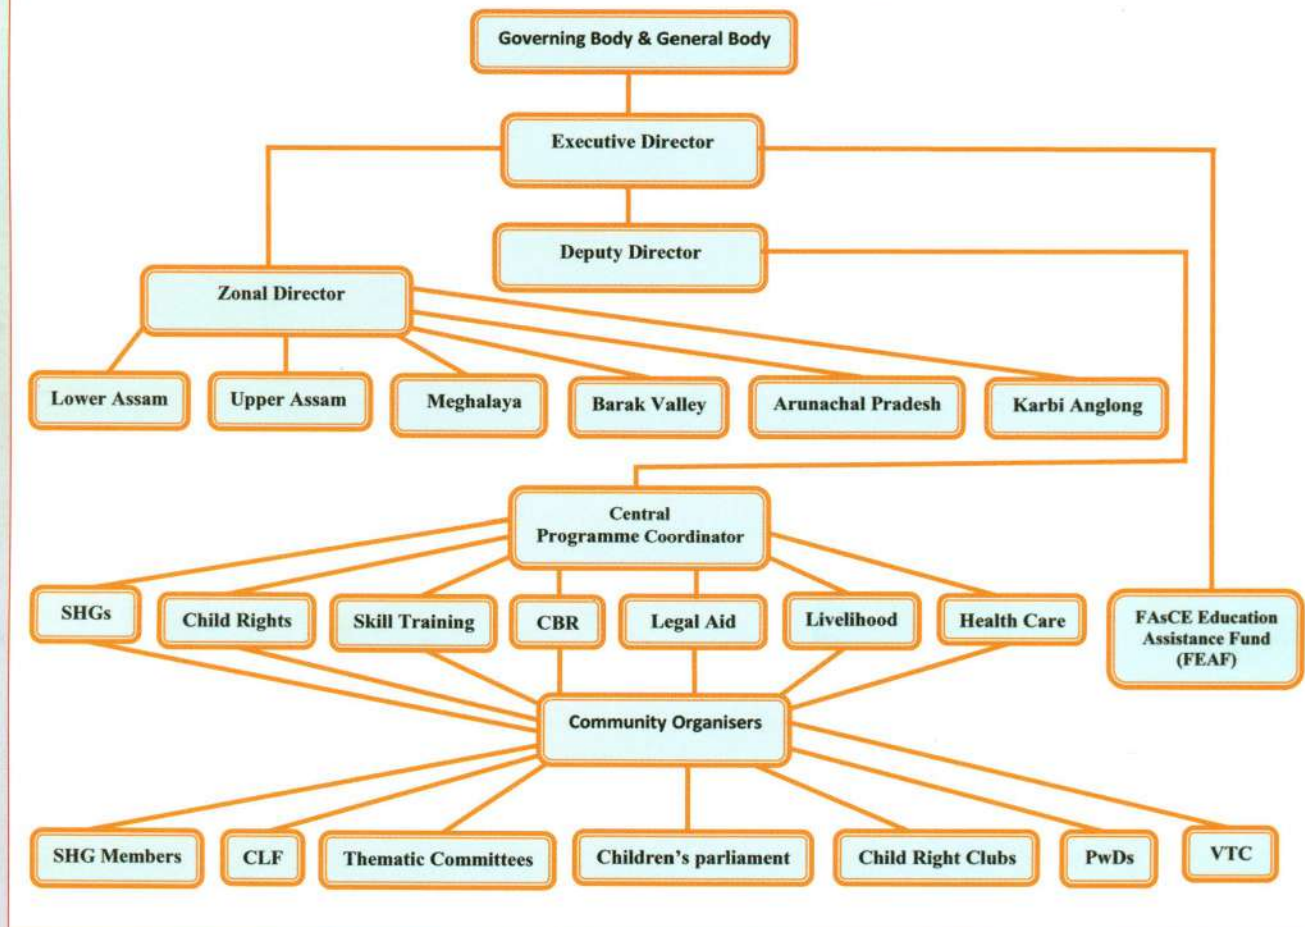 Governing Body & General Body
Executive Director
Deputy Director
Zonal Director
Lower Assam
Upper Assam
Meghalaya
Barak Valley
Arunachal Pradesh
Karbi Anglong
Central
Programme Coordinator
SHGs
Child Rights
Skill Training
CBR
Legal Aid
Livelihood
Health Care
FAsCE Education
Assistance Fund
(FEAF)
Community Organisers
SHG Members
CLF
Thematic Committees
Children's parliament
Child Right Clubs
PwDs
VTC